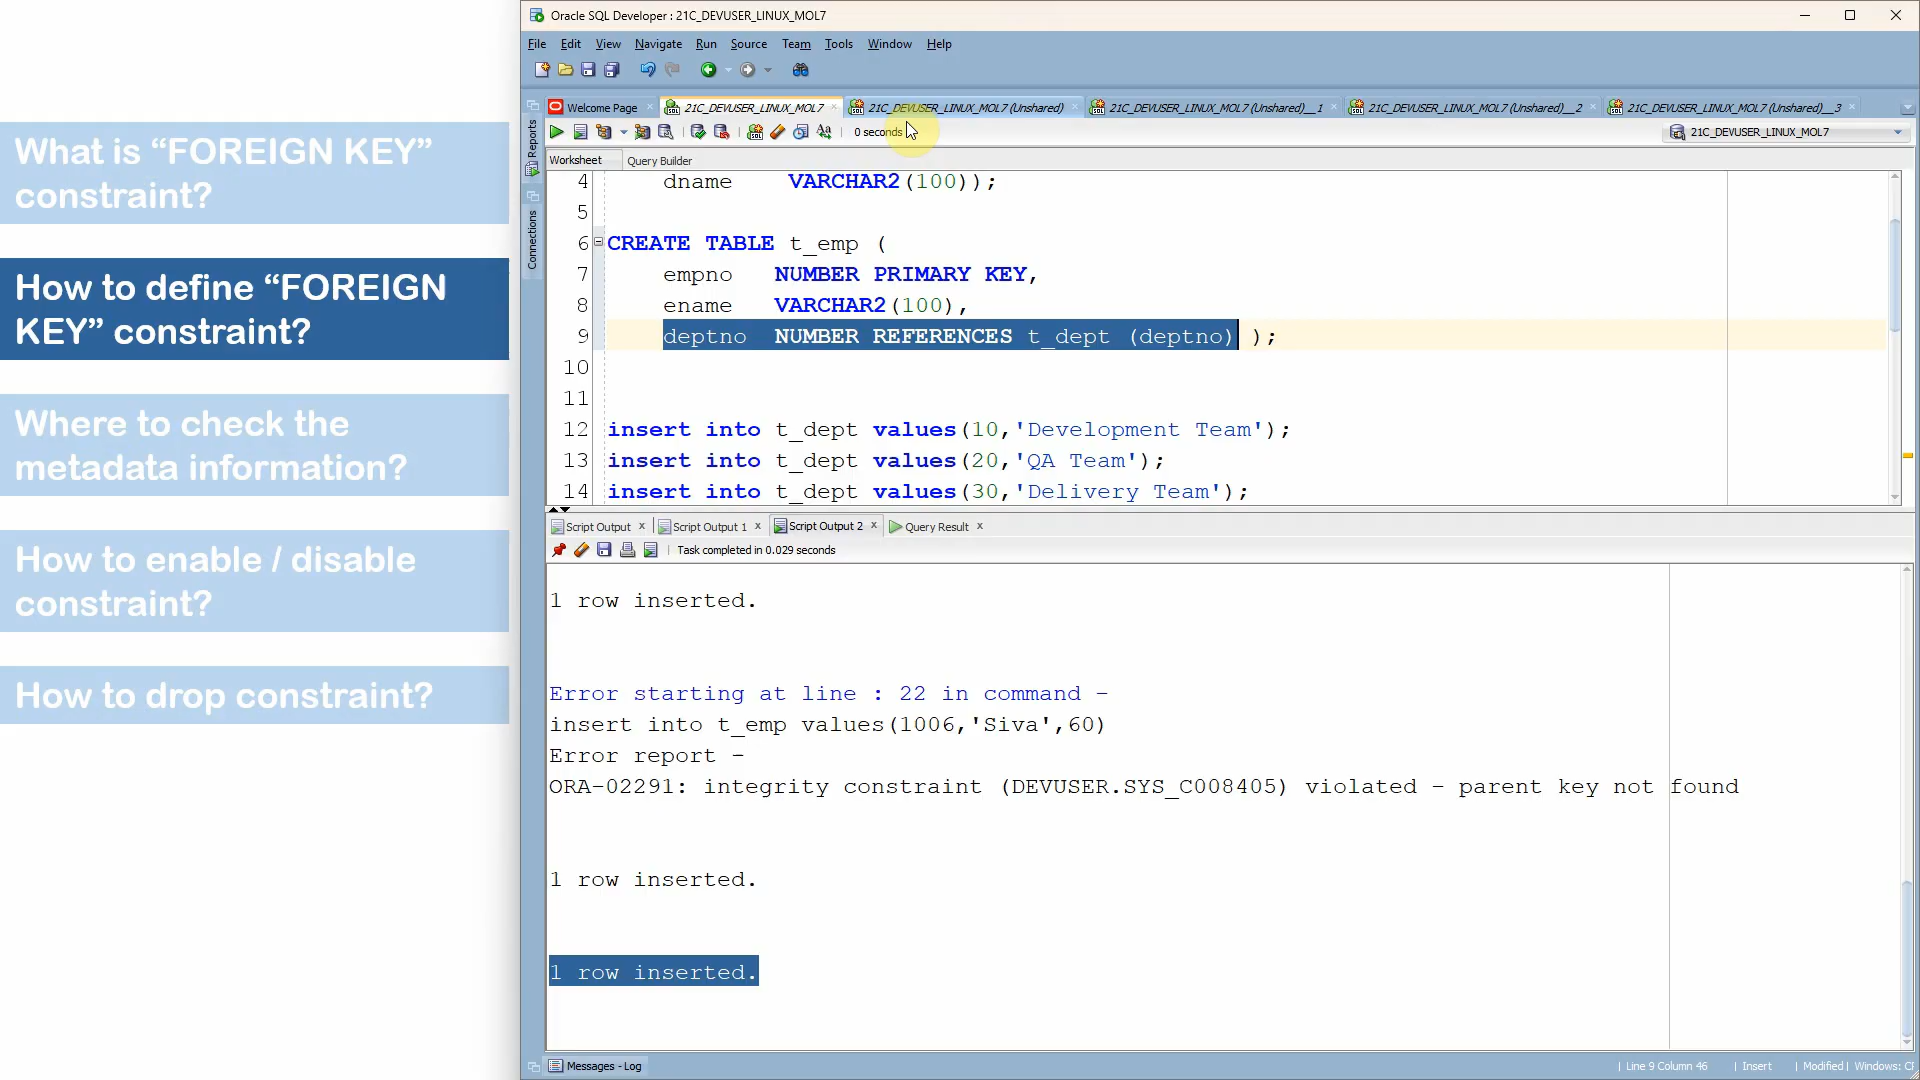 What is “FOREIGN KEY”
constraint?
How to define “FOREIGN
KEY” constraint?
Where to check the
metadata information?
How to enable / disable
constraint?
How to drop constraint?
Oracle SQL Developer : 21C_DEVUSER_LINUX_MOL7
File Edit View Navigate Run Source Team Tools Window Help
Welcome Page 21C_DEVUSER_LINUX_MOL7 21C_DEVUSER_LINUX_MOL7 (Unshared) 21C_DEVUSER_LINUX_MOL7 (Unshared)__1 21C_DEVUSER_LINUX_MOL7 (Unshared)__2 21C_DEVUSER_LINUX_MOL7 (Unshared)__3
0 seconds 21C_DEVUSER_LINUX_MOL7
Reports
Connections
Worksheet Query Builder
4 dname VARCHAR2(100));
5
6 CREATE TABLE t_emp (
7 empno NUMBER PRIMARY KEY,
8 ename VARCHAR2(100),
9 deptno NUMBER REFERENCES t_dept (deptno) );
10
11
12 insert into t_dept values(10,'Development Team');
13 insert into t_dept values(20,'QA Team');
14 insert into t_dept values(30,'Delivery Team');
Script Output Script Output 1 Script Output 2 Query Result
Task completed in 0.029 seconds
1 row inserted.
Error starting at line : 22 in command -
insert into t_emp values(1006,'Siva',60)
Error report -
ORA-02291: integrity constraint (DEVUSER.SYS_C008405) violated - parent key not found
1 row inserted.
1 row inserted.
Messages - Log
Line 9 Column 46 Insert Modified Windows: